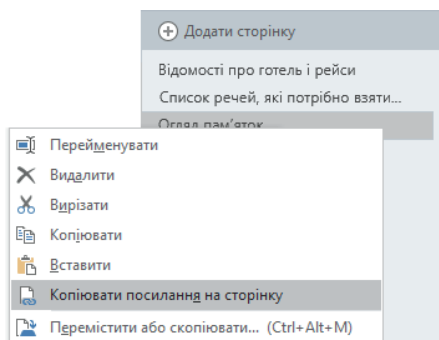 Додати сторінку
Відомості про готель і рейси
Список речей, які потрібно взяти...
Огляд пам’яток
Перейменувати
Видалити
Вирізати
Копіювати
Вставити
Копіювати посилання на сторінку
Перемістити або скопіювати... (Ctrl+Alt+M)